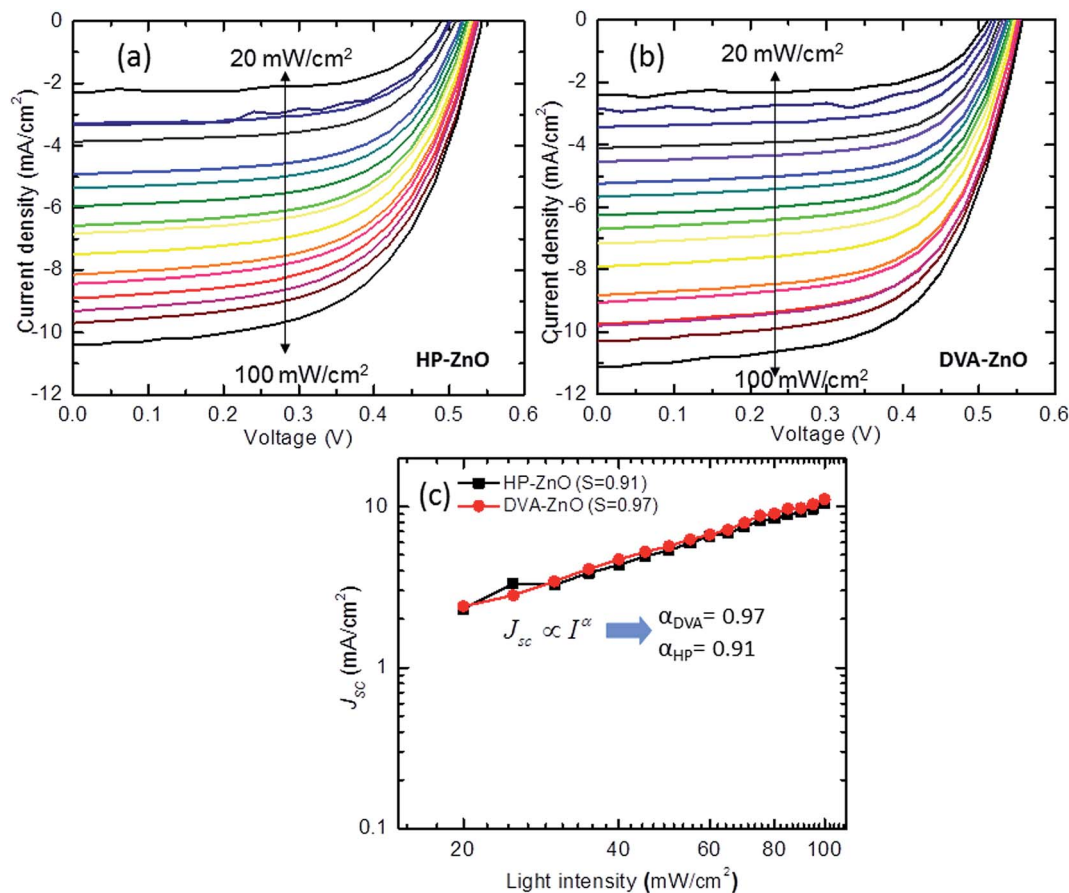 (a)
20 mW/cm²
100 mW/cm²
HP-ZnO
0
-2
-4
-6
-8
-10
-12
Current density (mA/cm²)
0.0 0.1 0.2 0.3 0.4 0.5 0.6
Voltage (V)
(b)
20 mW/cm²
100 mW/cm²
DVA-ZnO
0
-2
-4
-6
-8
-10
-12
Current density (mA/cm²)
0.0 0.1 0.2 0.3 0.4 0.5 0.6
Voltage (V)
(c)
HP-ZnO (S=0.91)
DVA-ZnO (S=0.97)
J_sc ∝ I^α
α_DVA= 0.97
α_HP= 0.91
10
1
0.1
J_SC (mA/cm²)
20 40 60 80 100
Light intensity (mW/cm²)